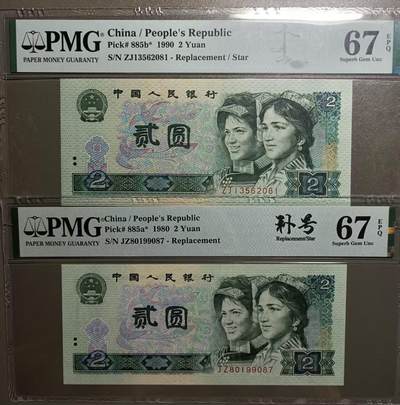 PMG
PAPER MONEY GUARANTY
China / People's Republic
Pick# 885b* 1990 2 Yuan
S/N ZJ13562081 - Replacement / Star
67 EPQ
Superb Gem Unc
中国人民银行
2
贰圆
ZJ13562081
2
2
PMG
PAPER MONEY GUARANTY
China / People's Republic
Pick# 885a* 1980 2 Yuan
S/N JZ80199087 - Replacement
补号
Replacement/Star
67 EPQ
Superb Gem Unc
中国人民银行
2
贰圆
JZ80199087
2
2